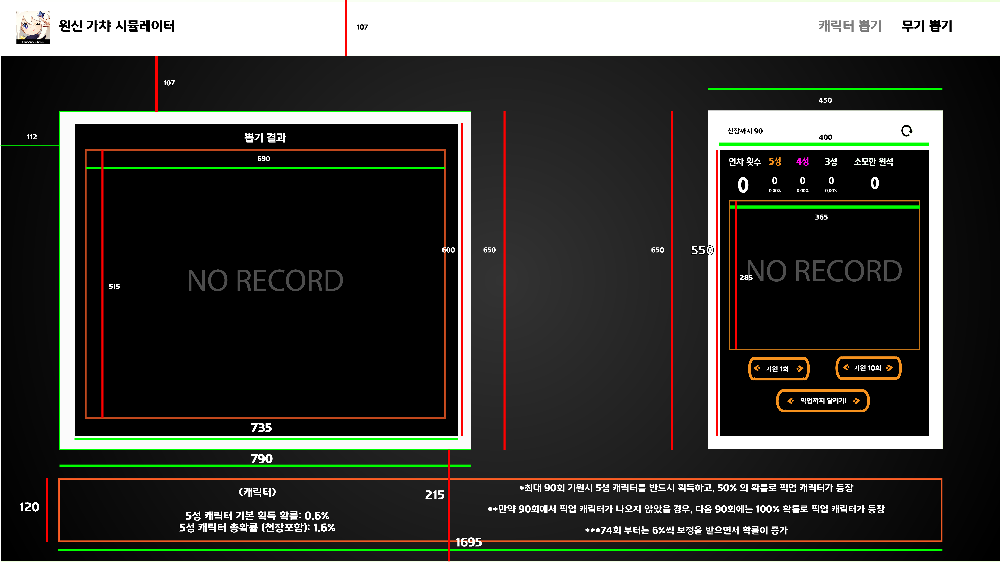 HOYOVERSE
원신 가챠 시뮬레이터
107
캐릭터 뽑기
무기 뽑기
107
112
450
뽑기 결과
690
NO RECORD
515
600
650
735
790
650
550
천장까지 90
400
연차 횟수 5성 4성 3성 소모한 원석
0 0 0 0 0
0.00% 0.00% 0.00%
365
NO RECORD
285
기원 1회
기원 10회
픽업까지 달리기!
120
<캐릭터>
5성 캐릭터 기본 획득 확률: 0.6%
5성 캐릭터 총확률 (천장포함): 1.6%
215
*최대 90회 기원시 5성 캐릭터를 반드시 획득하고, 50% 의 확률로 픽업 캐릭터가 등장
**만약 90회에서 픽업 캐릭터가 나오지 않았을 경우, 다음 90회에는 100% 확률로 픽업 캐릭터가 등장
***74회 부터는 6%씩 보정을 받으면서 확률이 증가
1695